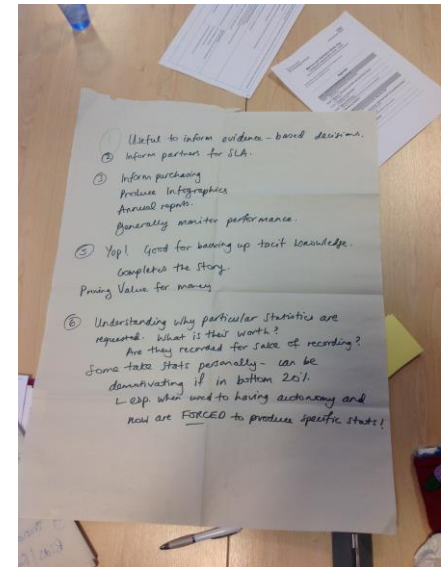 ① Useful to inform evidence-based decisions.
② Inform partners for SLA.
③ Inform purchasing
Produce Infographics
Annual reports.
Generally monitor performance.
⑤ Yep! Good for backing up tacit knowledge.
Completes the story.
Proving Value for money
⑥ Understanding why particular statistics are
requested. What is their worth?
Are they recorded for sake of recording?
Some take stats personally - can be
demotivating if in bottom 20%.
esp. when used to having autonomy and
now are FORCED to produce specific stats!